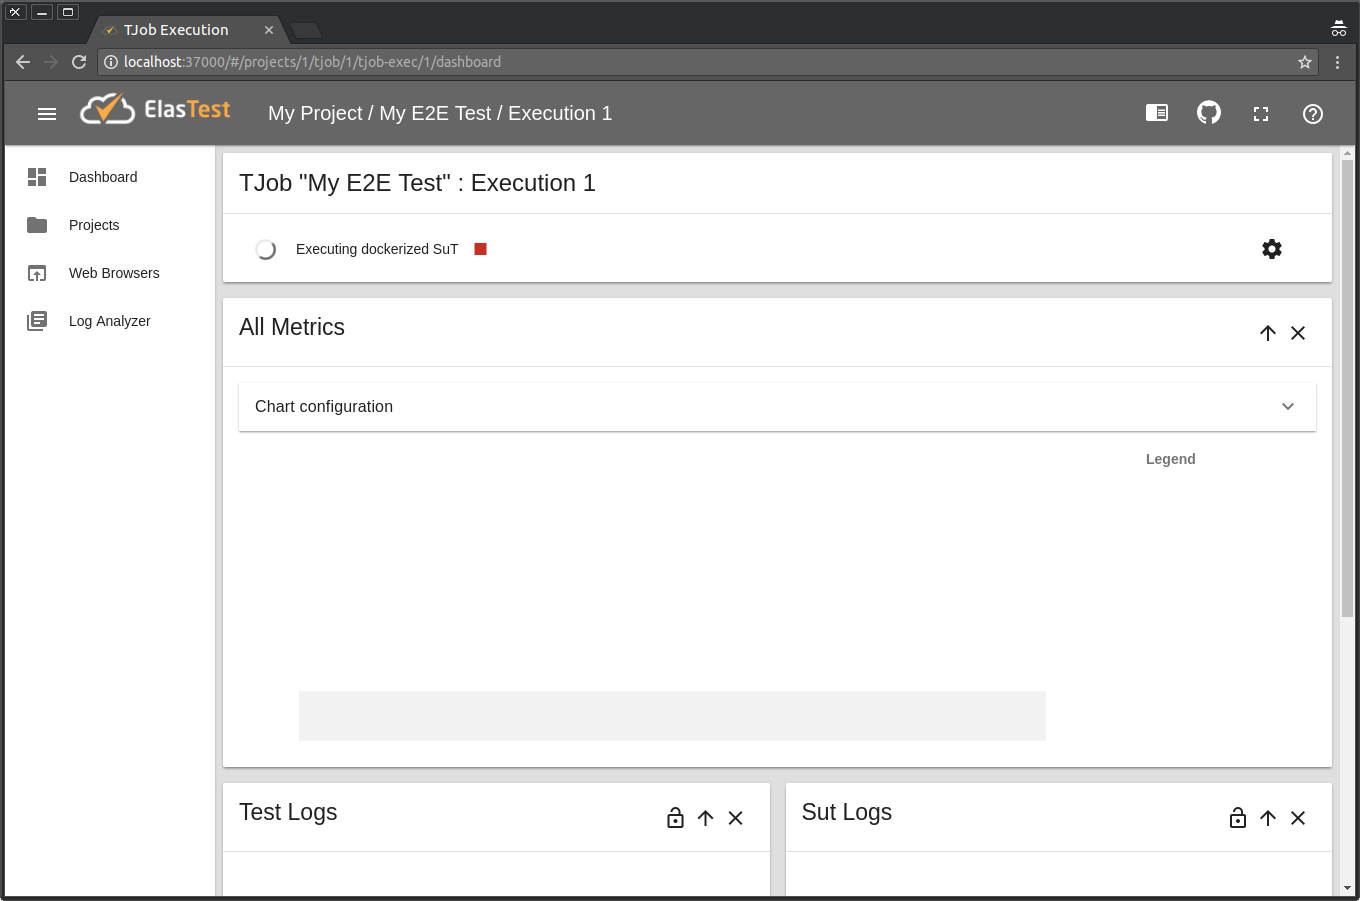 TJob Execution
localhost:37000/#/projects/1/tjob/1/tjob-exec/1/dashboard
ElasTest
My Project / My E2E Test / Execution 1
Dashboard
Projects
Web Browsers
Log Analyzer
TJob "My E2E Test" : Execution 1
Executing dockerized SuT
All Metrics
Chart configuration
Legend
Test Logs
Sut Logs